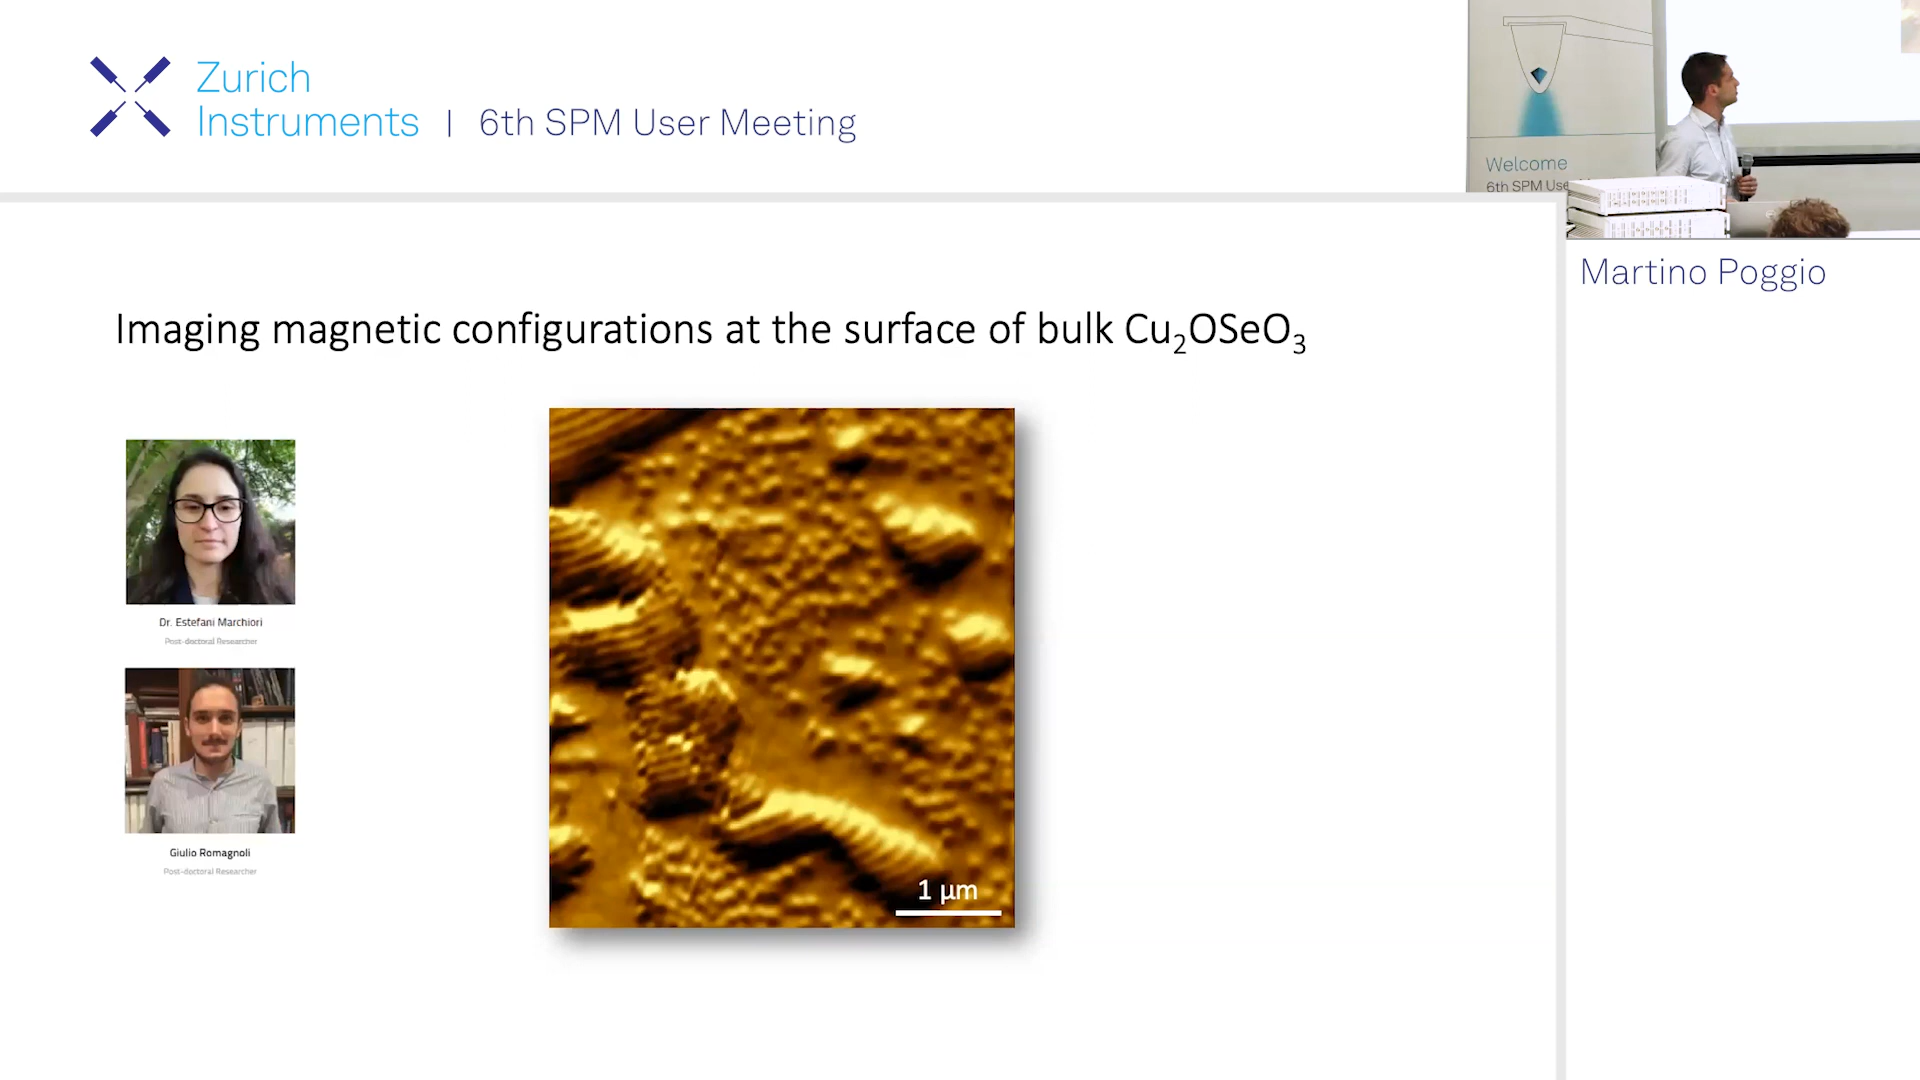 Zurich
Instruments | 6th SPM User Meeting
Welcome
6th SPM Use
Martino Poggio
Imaging magnetic configurations at the surface of bulk Cu₂OSeO₃
Dr. Estefani Marchiori
Post-doctoral Researcher
Giulio Romagnoli
Post-doctoral Researcher
1 μm